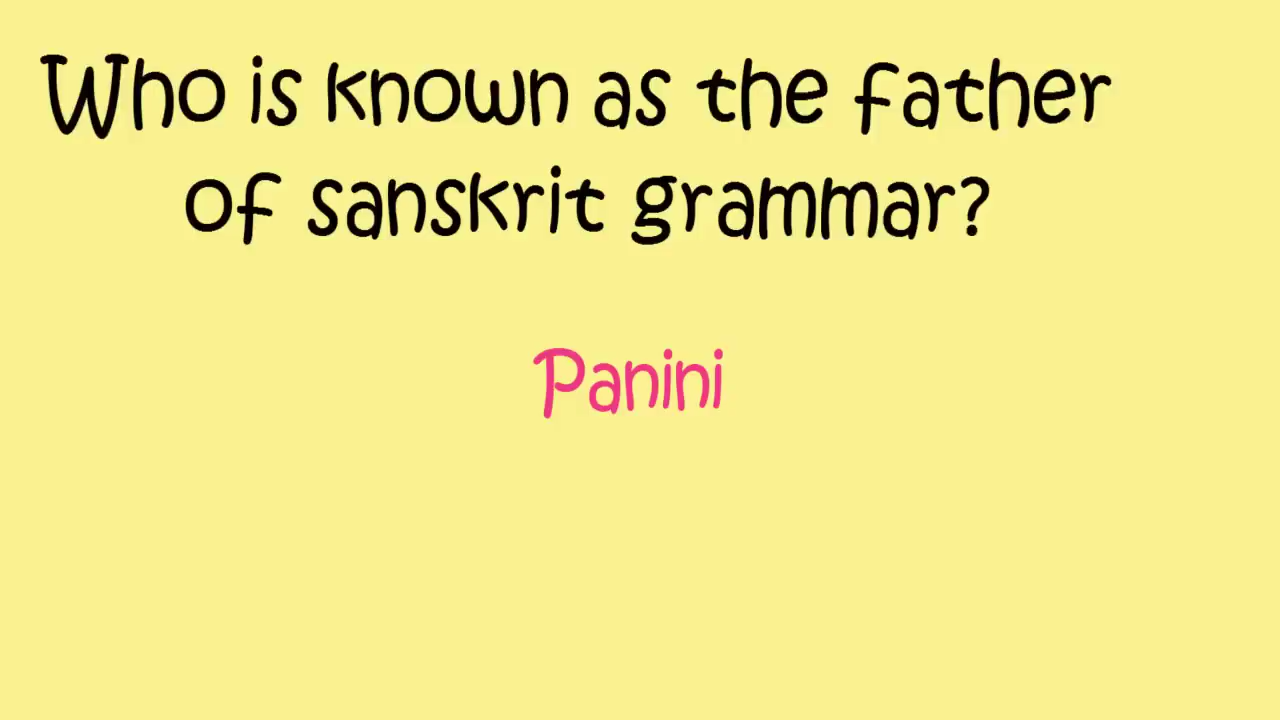 Who is known as the father
of sanskrit grammar?
Panini